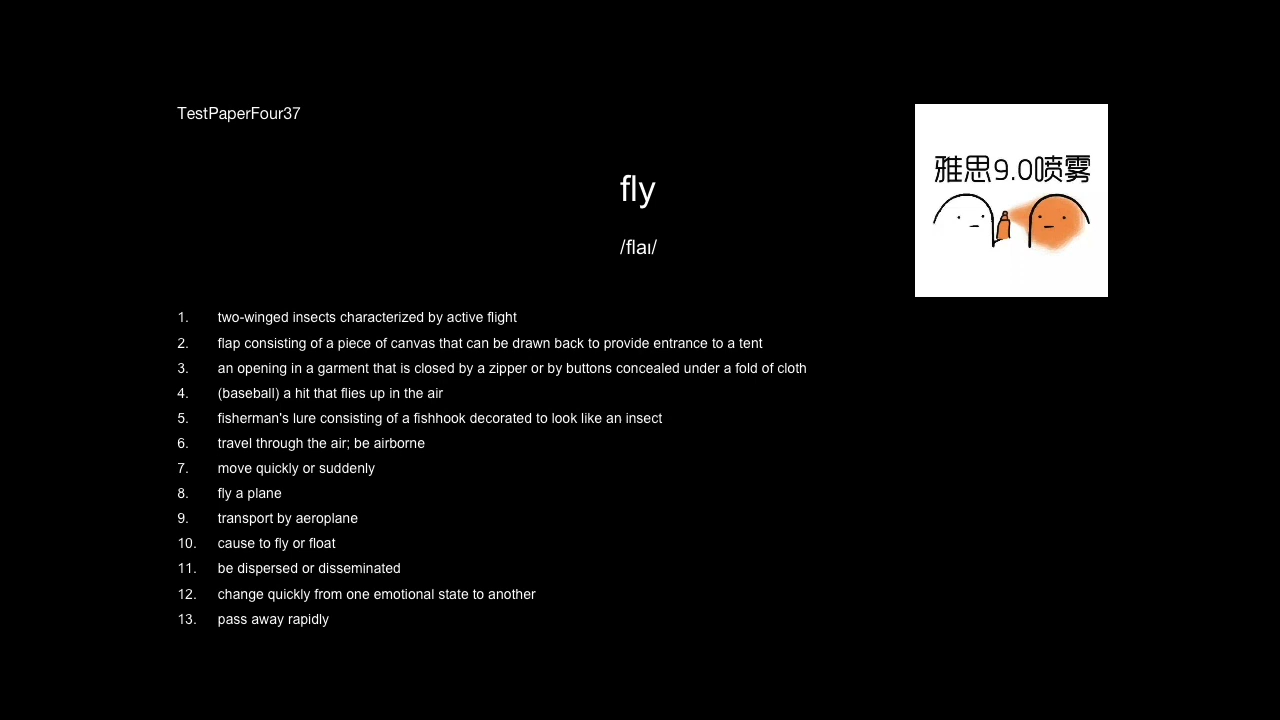 TestPaperFour37
雅思9.0喷雾
fly
/flaɪ/
1. two-winged insects characterized by active flight
2. flap consisting of a piece of canvas that can be drawn back to provide entrance to a tent
3. an opening in a garment that is closed by a zipper or by buttons concealed under a fold of cloth
4. (baseball) a hit that flies up in the air
5. fisherman's lure consisting of a fishhook decorated to look like an insect
6. travel through the air; be airborne
7. move quickly or suddenly
8. fly a plane
9. transport by aeroplane
10. cause to fly or float
11. be dispersed or disseminated
12. change quickly from one emotional state to another
13. pass away rapidly